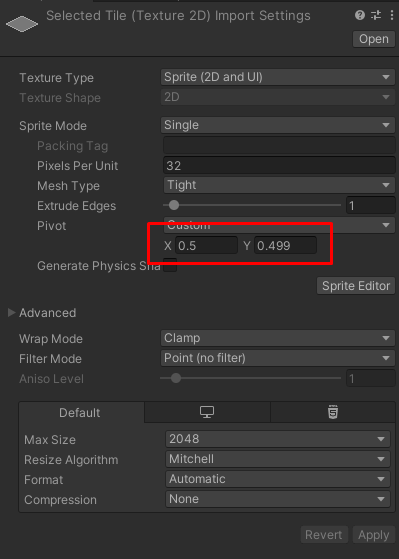 Selected Tile (Texture 2D) Import Settings
Open
Texture Type Sprite (2D and UI)
Texture Shape 2D
Sprite Mode Single
Packing Tag
Pixels Per Unit 32
Mesh Type Tight
Extrude Edges 1
Pivot Custom
X 0.5 Y 0.499
Generate Physics Sha
Sprite Editor
Advanced
Wrap Mode Clamp
Filter Mode Point (no filter)
Aniso Level 1
Default
Max Size 2048
Resize Algorithm Mitchell
Format Automatic
Compression None
Revert Apply